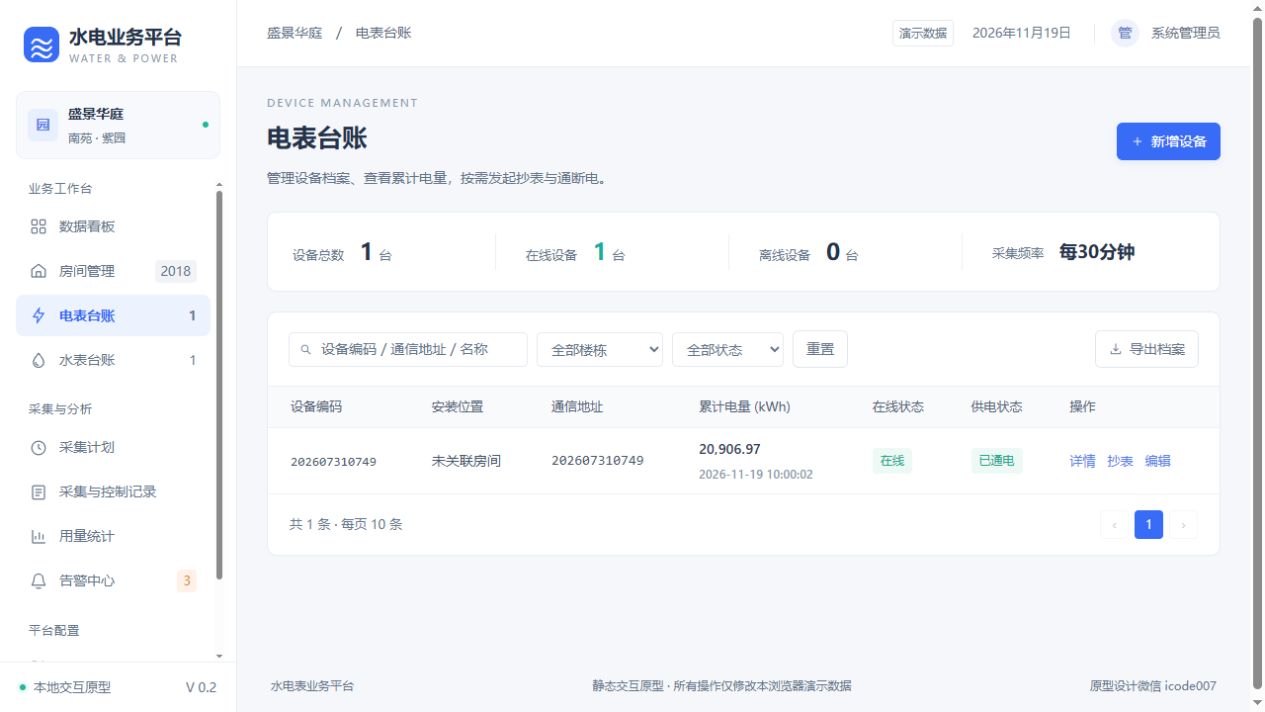 水电业务平台
WATER & POWER
园
盛景华庭
南苑 · 紫园
业务工作台
数据看板
房间管理 2018
电表台账 1
水表台账 1
采集与分析
采集计划
采集与控制记录
用量统计
告警中心 3
平台配置
本地交互原型 V 0.2
盛景华庭 / 电表台账
演示数据 2026年11月19日 管 系统管理员
DEVICE MANAGEMENT
电表台账
管理设备档案、查看累计电量，按需发起抄表与通断电。
+ 新增设备
设备总数 1 台 在线设备 1 台 离线设备 0 台 采集频率 每30分钟
设备编码 / 通信地址 / 名称 全部楼栋 全部状态 重置 导出档案
设备编码 安装位置 通信地址 累计电量 (kWh) 在线状态 供电状态 操作
202607310749 未关联房间 202607310749 20,906.97 在线 已通电 详情 抄表 编辑
2026-11-19 10:00:02
共 1 条 · 每页 10 条 ‹ 1 ›
水电表业务平台 静态交互原型 · 所有操作仅修改本浏览器演示数据 原型设计微信 icode007